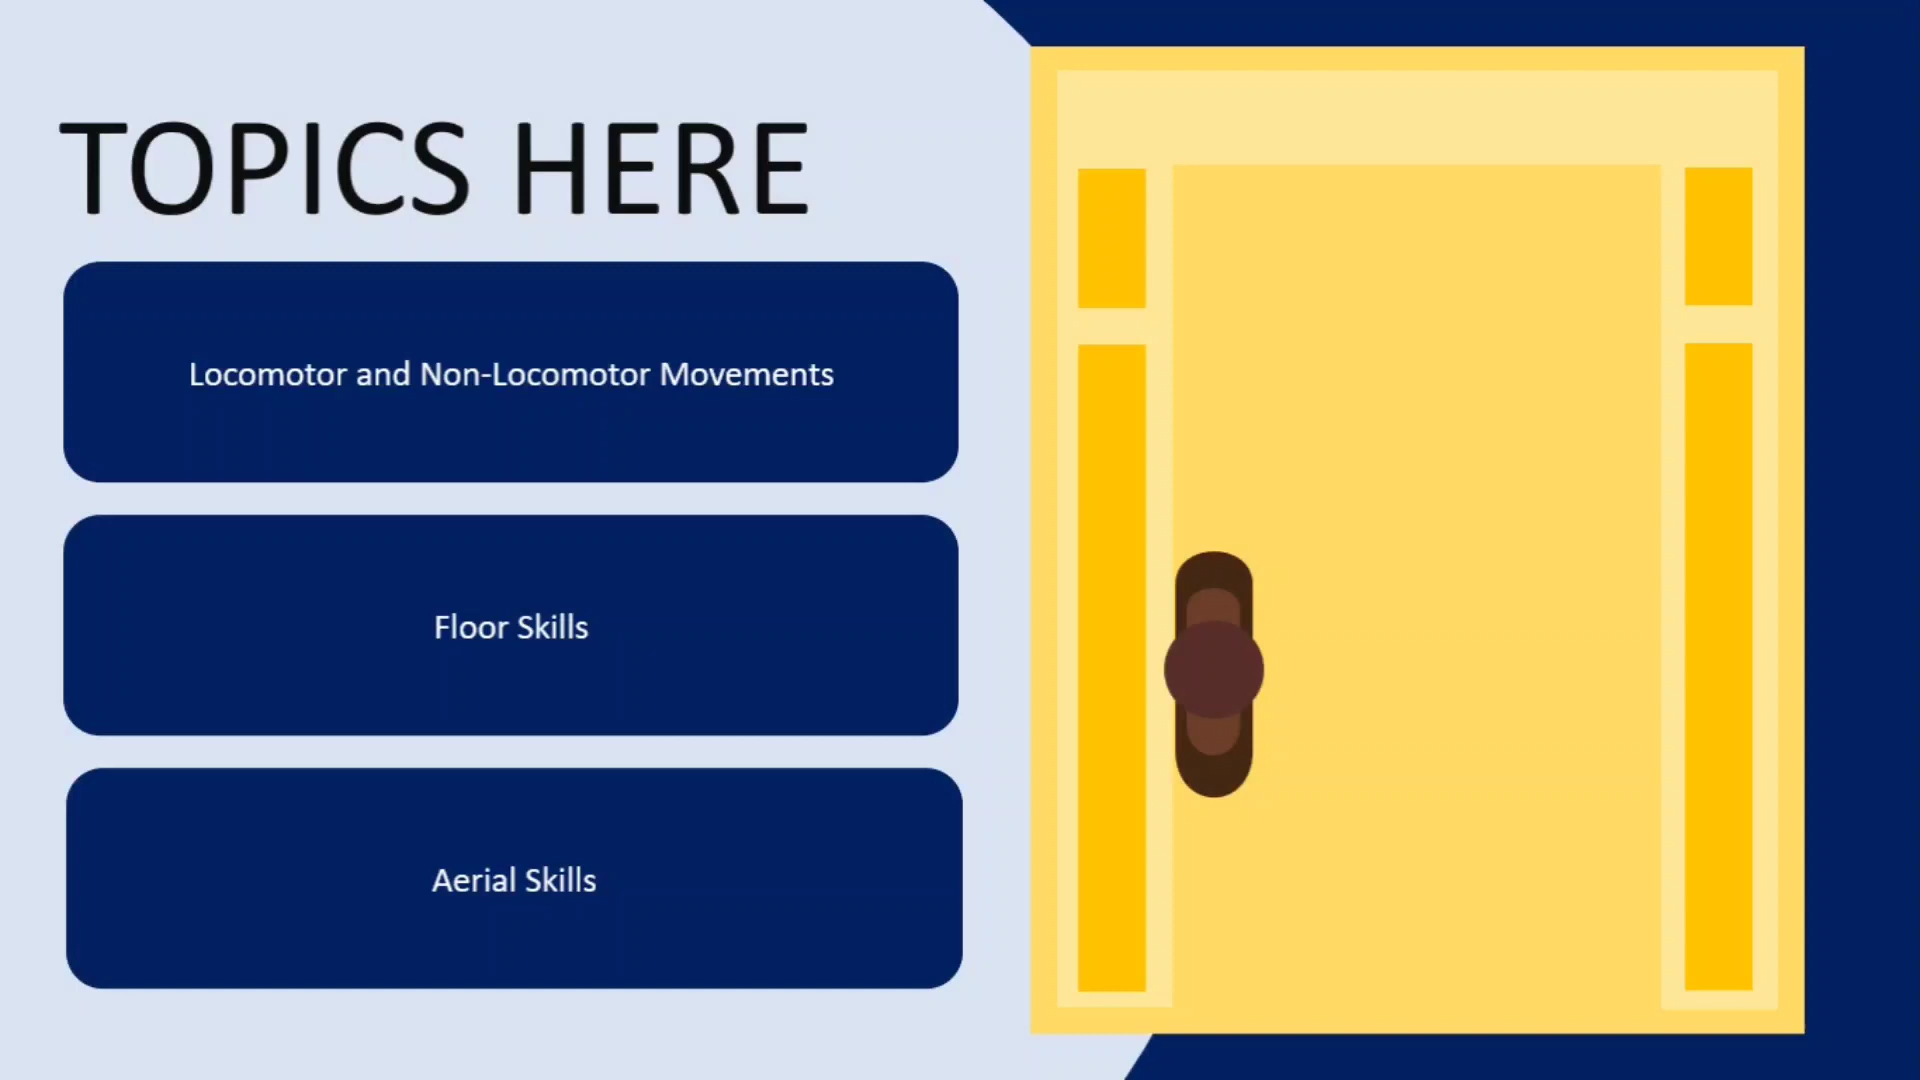 TOPICS HERE
Locomotor and Non-Locomotor Movements
Floor Skills
Aerial Skills